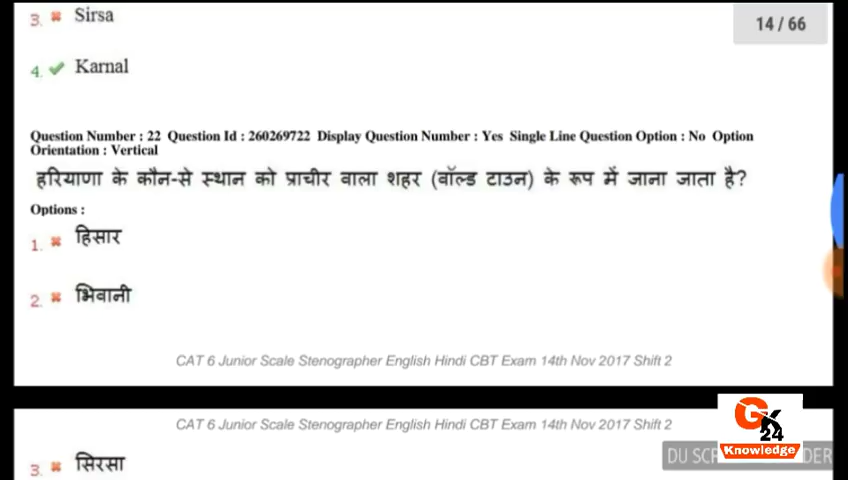 3. Sirsa
14 / 66
4. Karnal
Question Number : 22 Question Id : 260269722 Display Question Number : Yes Single Line Question Option : No Option
Orientation : Vertical
हरियाणा के कौन-से स्थान को प्राचीर वाला शहर (वॉल्ड टाउन) के रूप में जाना जाता है?
Options :
1. हिसार
2. भिवानी
CAT 6 Junior Scale Stenographer English Hindi CBT Exam 14th Nov 2017 Shift 2
CAT 6 Junior Scale Stenographer English Hindi CBT Exam 14th Nov 2017 Shift 2
3. सिरसा
GK
24
Knowledge
DU DER